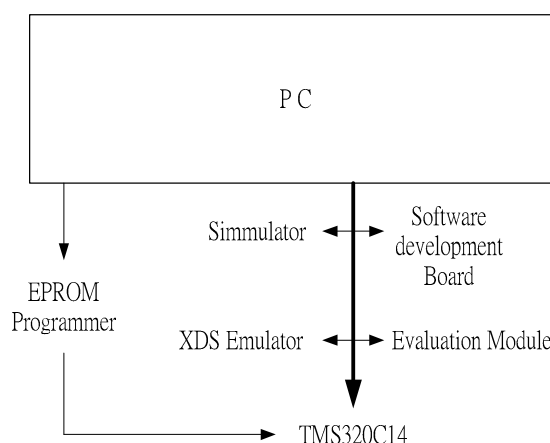 P C
Simmulator
Software
development
Board
EPROM
Programmer
XDS Emulator
Evaluation Module
TMS320C14